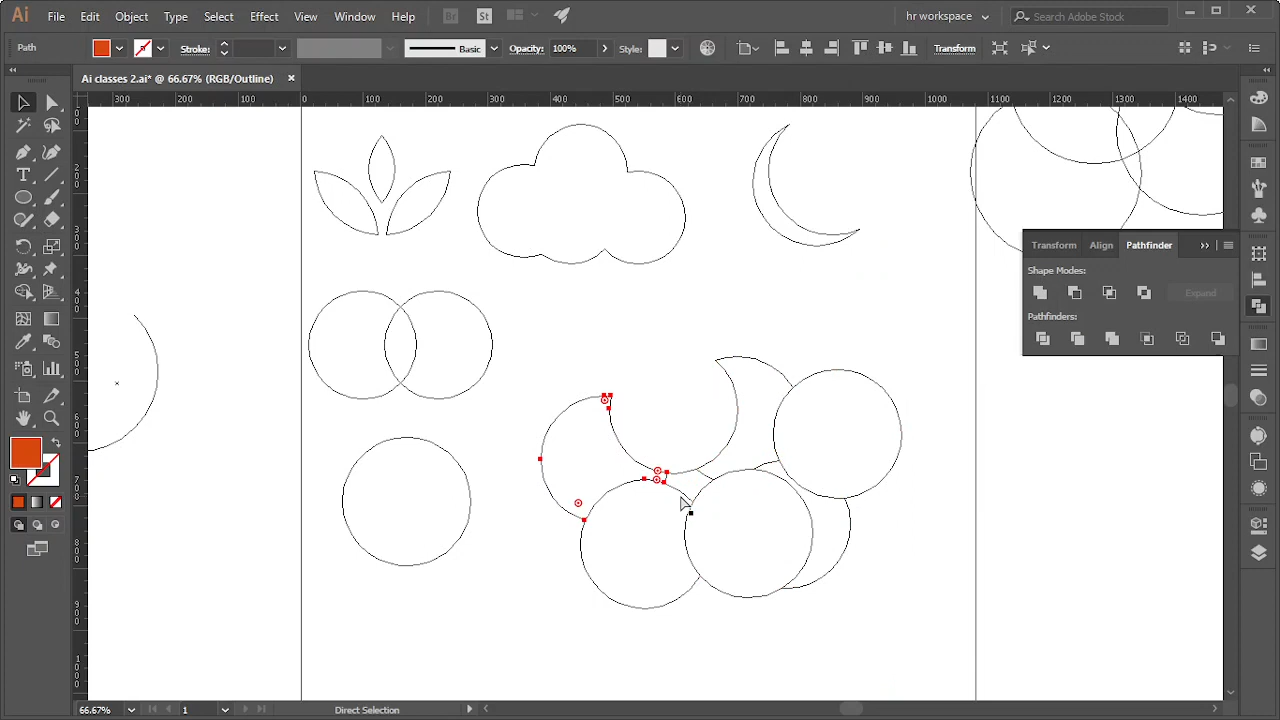 Ai File Edit Object Type Select Effect View Window Help Br St hr workspace Search Adobe Stock
Path Stroke: Basic Opacity: 100% Style: Transform
Ai classes 2.ai* @ 66.67% (RGB/Outline)
300 200 100 0 100 200 300 400 500 600 700 800 900 1000 1100 1200 1300 1400
Transform Align Pathfinder
Shape Modes:
Expand
Pathfinders:
66.67% 1 Direct Selection